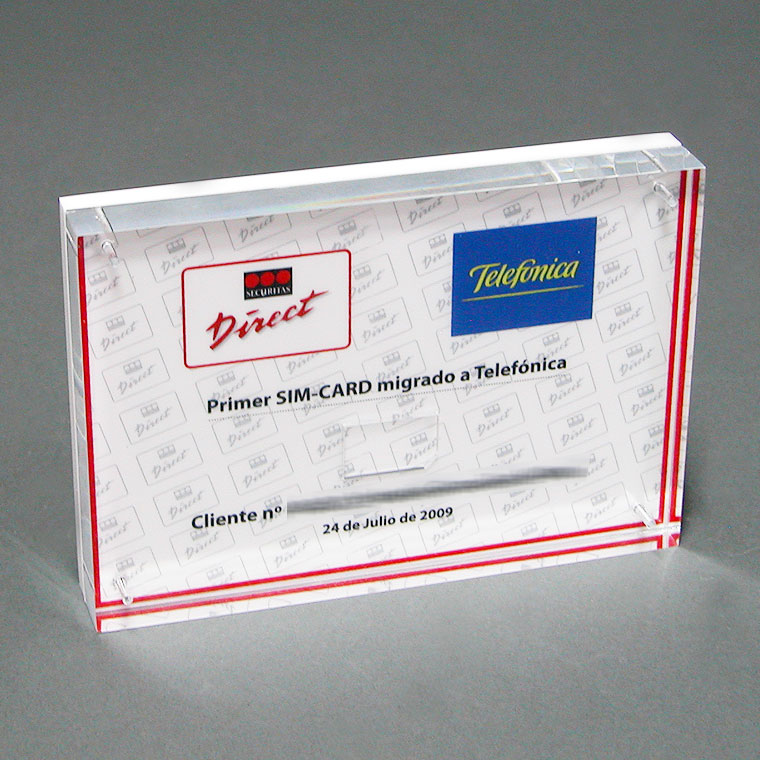 SECURITAS
Direct
Telefónica
Primer SIM-CARD migrado a Telefónica
Cliente nº
24 de Julio de 2009